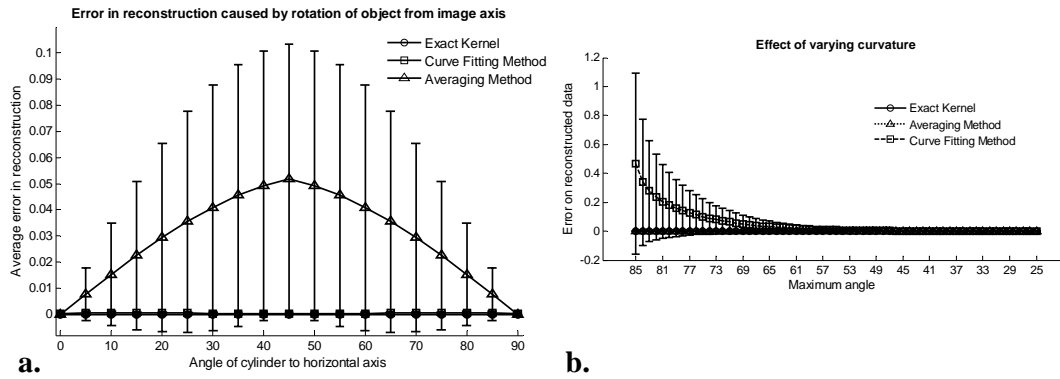 Error in reconstruction caused by rotation of object from image axis
0.1
0.09
0.08
0.07
0.06
0.05
0.04
0.03
0.02
0.01
0
Average error in recconstruction
Exact Kernel
Curve Fitting Method
Averaging Method
0 10 20 30 40 50 60 70 80 90
Angle of cylinder to horizontal axis
a.
Effect of varying curvature
1.2
1
0.8
0.6
0.4
0.2
0
-0.2
Error on reconstructed data
Exact Kernel
Averaging Method
Curve Fitting Method
85 81 77 73 69 65 61 57 53 49 45 41 37 33 29 25
Maximum angle
b.